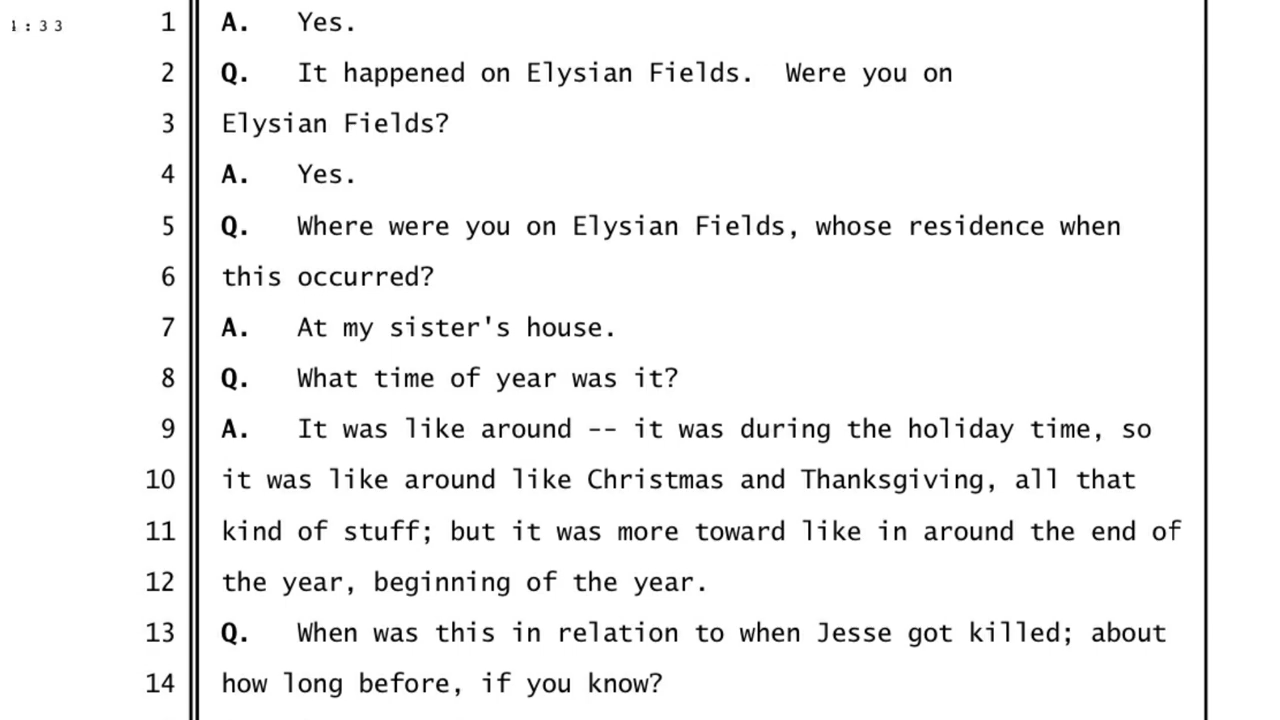 1:33 1 A. Yes.
2 Q. It happened on Elysian Fields. Were you on
3 Elysian Fields?
4 A. Yes.
5 Q. Where were you on Elysian Fields, whose residence when
6 this occurred?
7 A. At my sister's house.
8 Q. What time of year was it?
9 A. It was like around -- it was during the holiday time, so
10 it was like around like Christmas and Thanksgiving, all that
11 kind of stuff; but it was more toward like in around the end of
12 the year, beginning of the year.
13 Q. When was this in relation to when Jesse got killed; about
14 how long before, if you know?